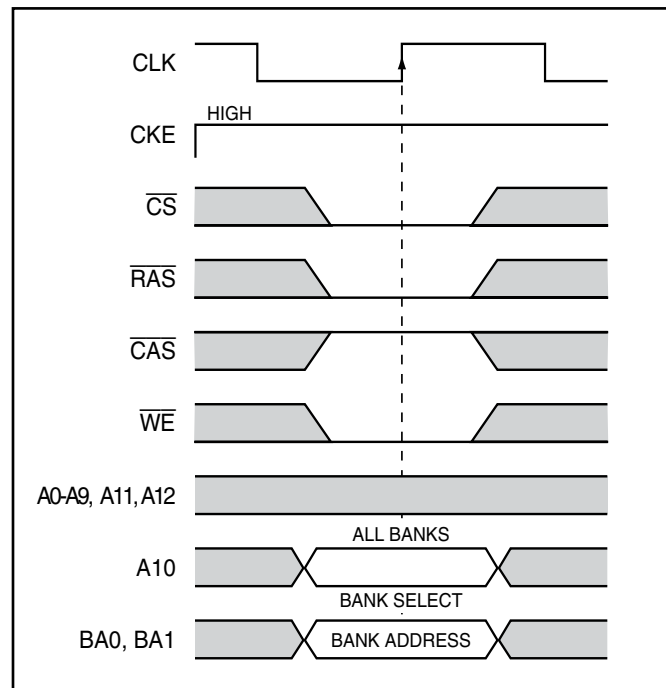 CLK
HIGH
CKE
CS
RAS
CAS
WE
A0-A9, A11, A12
ALL BANKS
A10
BANK SELECT
BA0, BA1 BANK ADDRESS